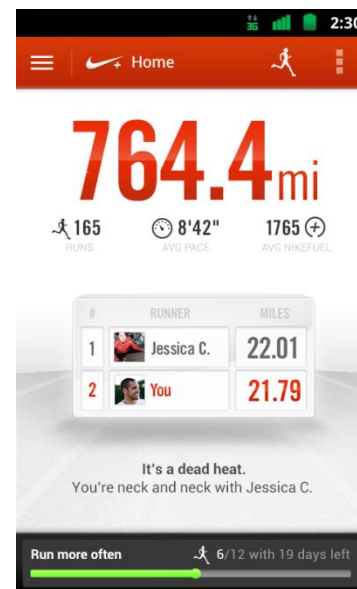 3G 2:30
Home
764.4mi
165 8'42" 1765
RUNS AVG PACE AVG NIKEFUEL
# RUNNER MILES
1 Jessica C. 22.01
2 You 21.79
It's a dead heat.
You're neck and neck with Jessica C.
Run more often 6/12 with 19 days left